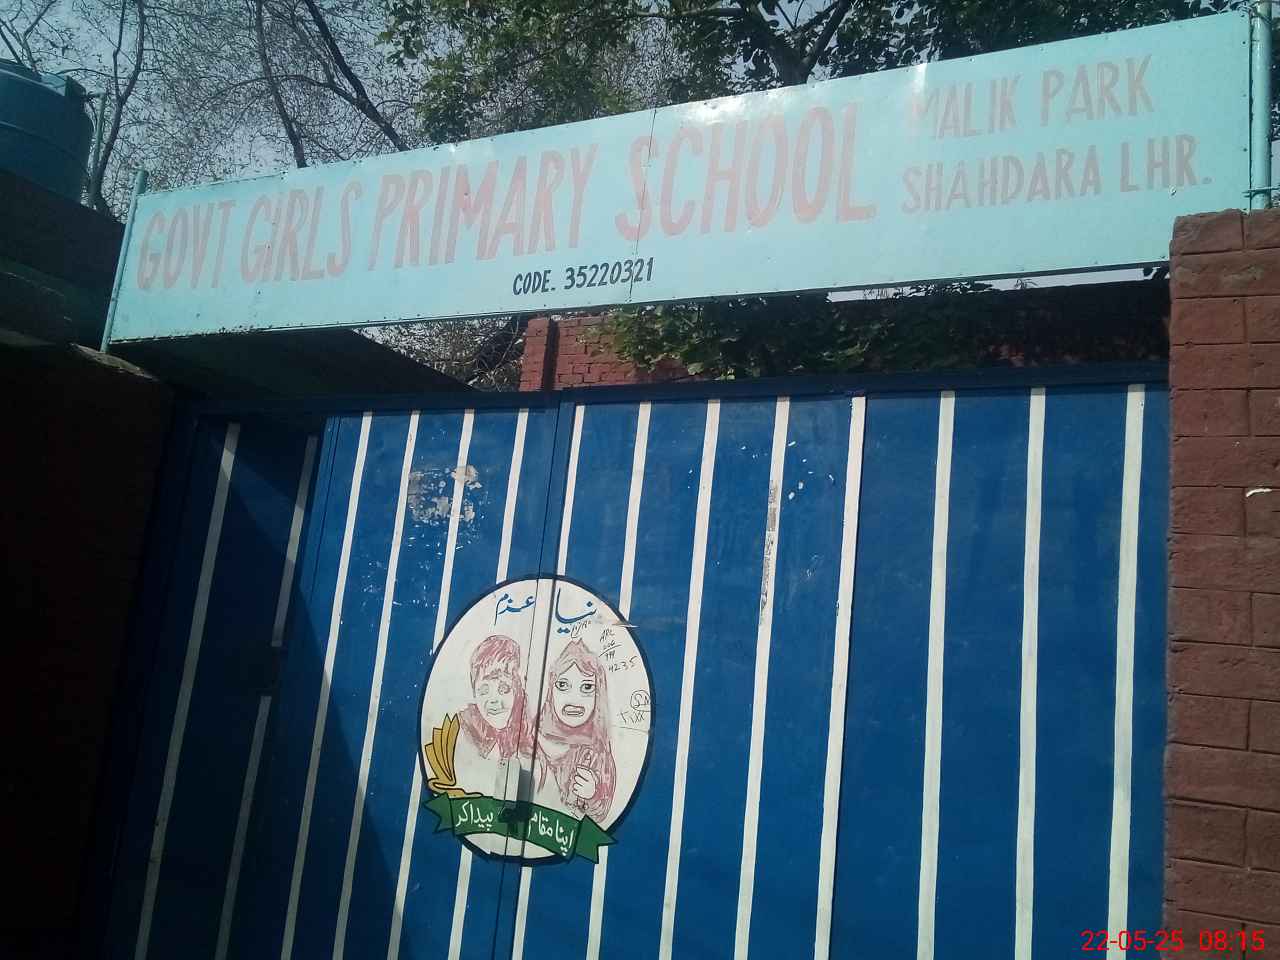 GOVT GIRLS PRIMARY SCHOOL
MALIK PARK
SHAHDARA LHR.
CODE. 35220321
نیا عزم
4235
اپنا مقام پیدا کر
22-05-25 08:15